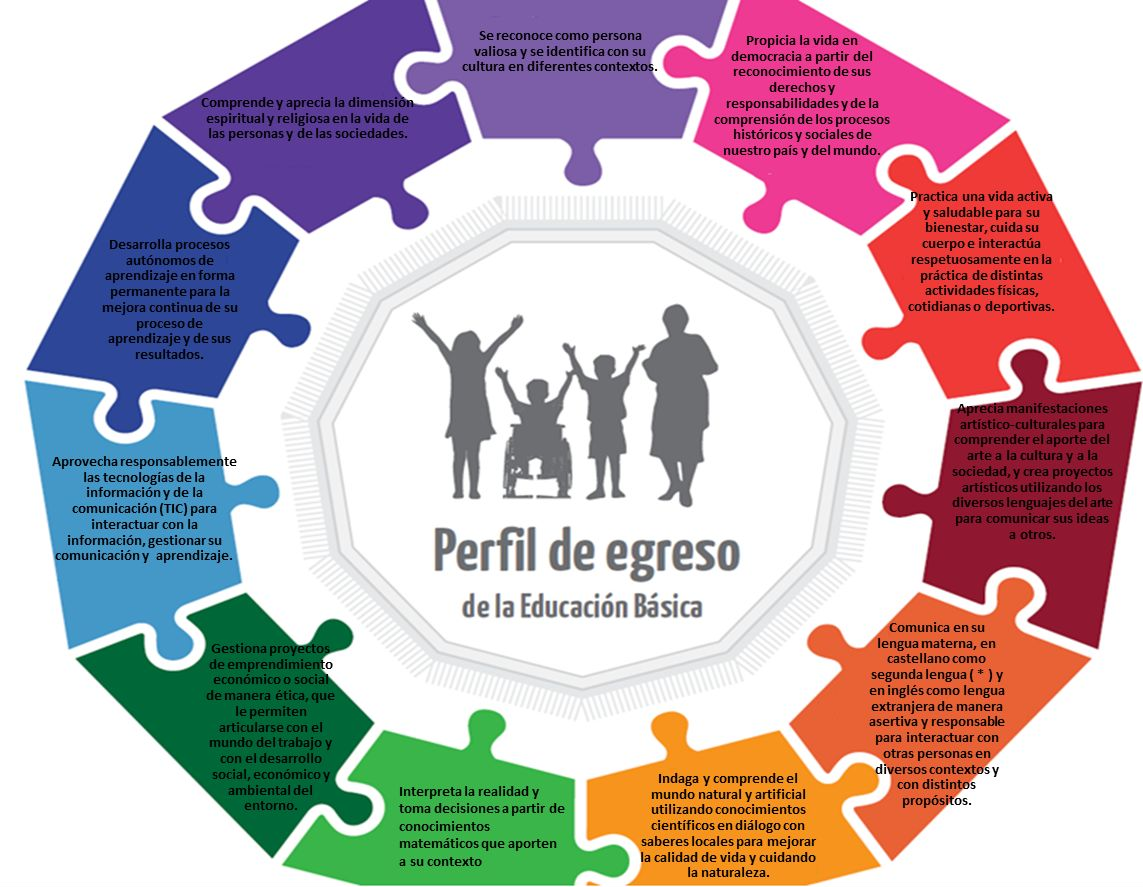 Se reconoce como persona
valiosa y se identifica con su
cultura en diferentes contextos.
Propicia la vida en
democracia a partir del
reconocimiento de sus
derechos y
responsabilidades y de la
comprensión de los procesos
históricos y sociales de
nuestro país y del mundo.
Practica una vida activa
y saludable para su
bienestar, cuida su
cuerpo e interactúa
respetuosamente en la
práctica de distintas
actividades físicas,
cotidianas o deportivas.
Aprecia manifestaciones
artístico-culturales para
comprender el aporte del
arte a la cultura y a la
sociedad, y crea proyectos
artísticos utilizando los
diversos lenguajes del arte
para comunicar sus ideas
a otros.
Comunica en su
lengua materna, en
castellano como
segunda lengua ( * ) y
en inglés como lengua
extranjera de manera
asertiva y responsable
para interactuar con
otras personas en
diversos contextos y
con distintos
propósitos.
Indaga y comprende el
mundo natural y artificial
utilizando conocimientos
científicos en diálogo con
saberes locales para mejorar
la calidad de vida y cuidando
la naturaleza.
Interpreta la realidad y
toma decisiones a partir de
conocimientos
matemáticos que aporten
a su contexto
Gestiona proyectos
de emprendimiento
económico o social
de manera ética, que
le permiten
articularse con el
mundo del trabajo y
con el desarrollo
social, económico y
ambiental del
entorno.
Aprovecha responsablemente
las tecnologías de la
información y de la
comunicación (TIC) para
interactuar con la
información, gestionar su
comunicación y aprendizaje.
Desarrolla procesos
autónomos de
aprendizaje en forma
permanente para la
mejora continua de su
proceso de
aprendizaje y de sus
resultados.
Comprende y aprecia la dimensión
espiritual y religiosa en la vida de
las personas y de las sociedades.
Perfil de egreso
de la Educación Básica